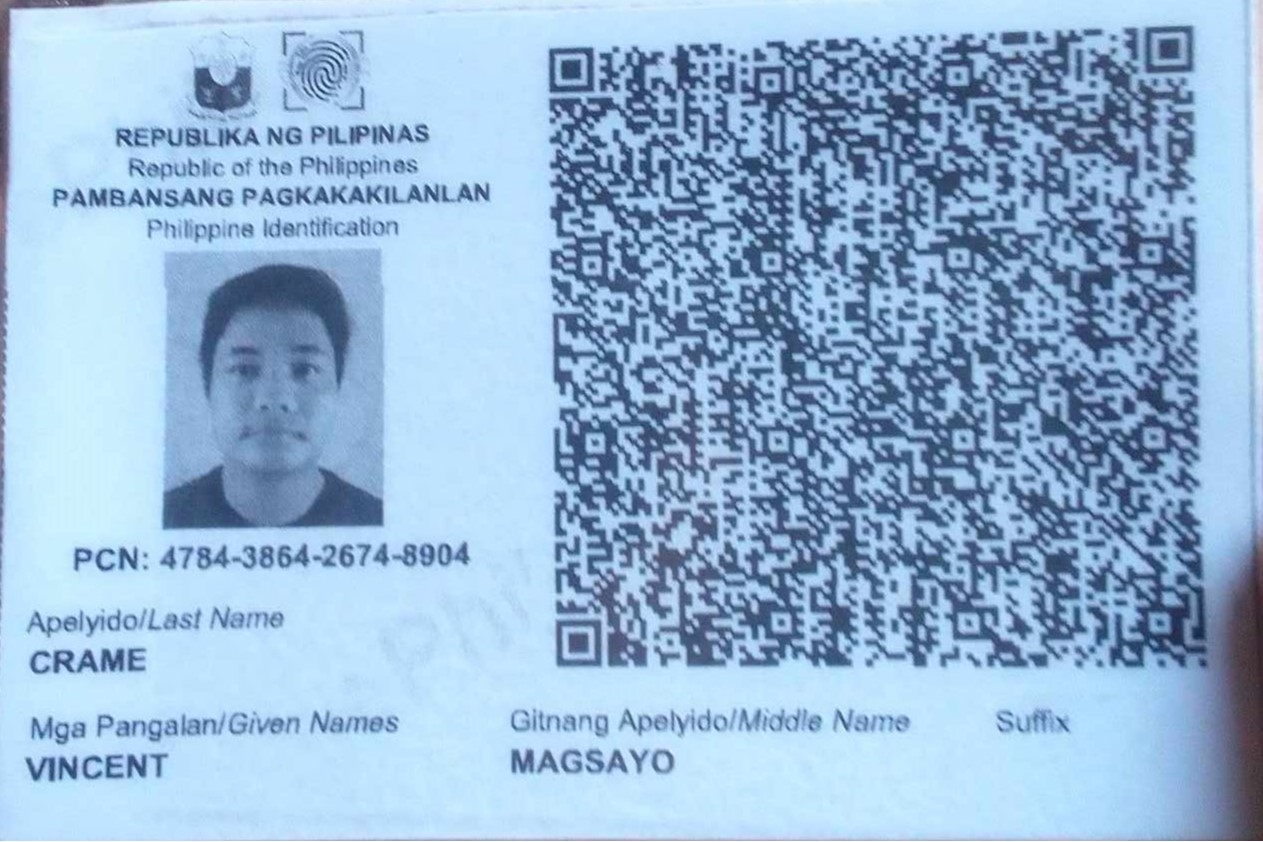 REPUBLIKA NG PILIPINAS
Republic of the Philippines
PAMBANSANG PAGKAKAKILANLAN
Philippine Identification
PCN: 4784-3864-2674-8904
Apelyido/Last Name
CRAME
Mga Pangalan/Given Names
VINCENT
Gitnang Apelyido/Middle Name
MAGSAYO
Suffix